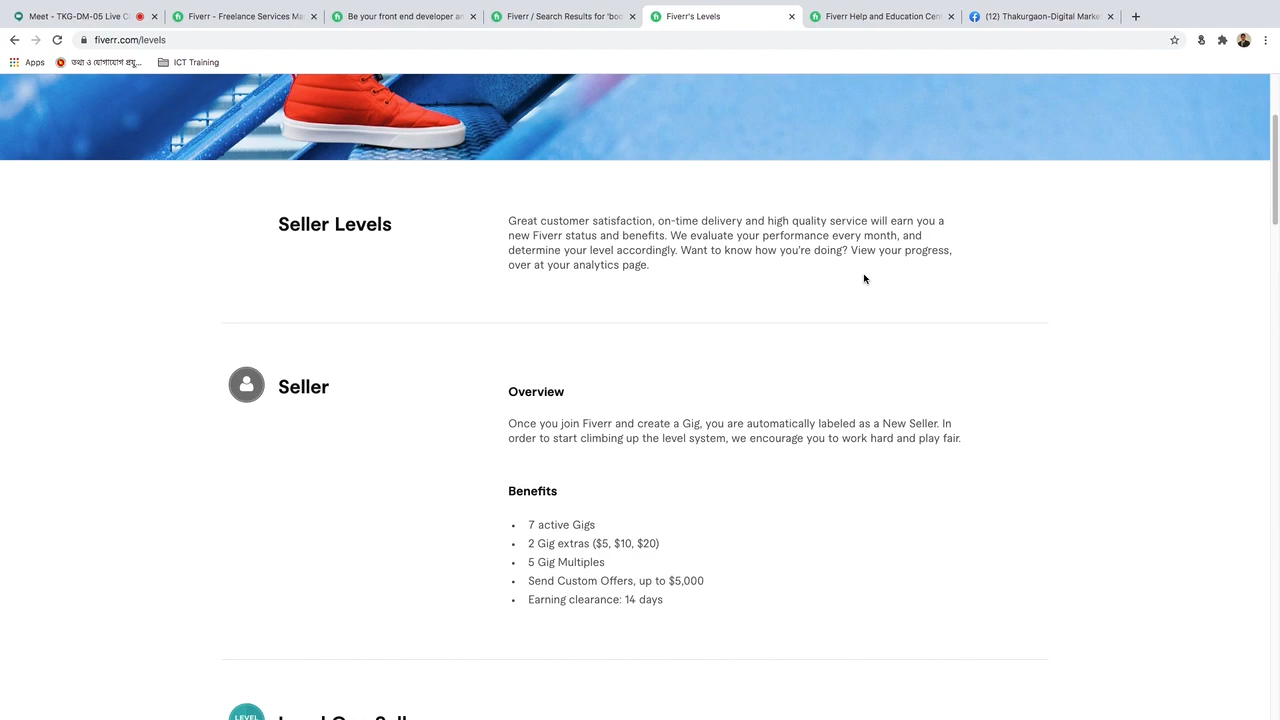 Meet - TKG-DM-05 Live C
Fiverr - Freelance Services Ma
Be your front end developer an
Fiverr / Search Results for 'boo
Fiverr's Levels
Fiverr Help and Education Cen
(12) Thakurgaon-Digital Marke
fiverr.com/levels
Apps
তথ্য ও যোগাযোগ প্রযু...
ICT Training
Seller Levels
Great customer satisfaction, on-time delivery and high quality service will earn you a
new Fiverr status and benefits. We evaluate your performance every month, and
determine your level accordingly. Want to know how you're doing? View your progress,
over at your analytics page.
Seller
Overview
Once you join Fiverr and create a Gig, you are automatically labeled as a New Seller. In
order to start climbing up the level system, we encourage you to work hard and play fair.
Benefits
• 7 active Gigs
• 2 Gig extras ($5, $10, $20)
• 5 Gig Multiples
• Send Custom Offers, up to $5,000
• Earning clearance: 14 days
LEVEL